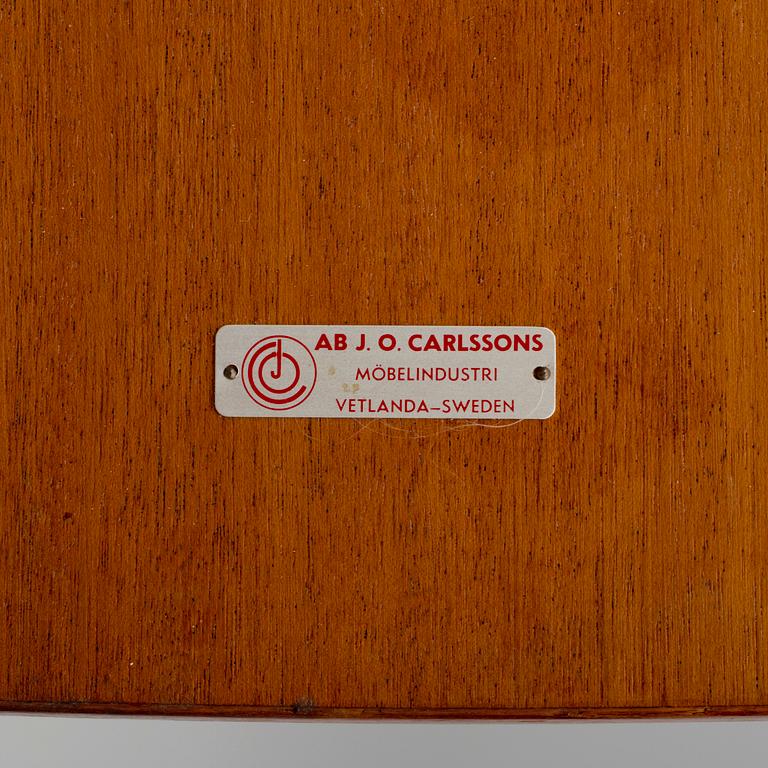 AB J. O. CARLSSONS
MÖBELINDUSTRI
VETLANDA–SWEDEN